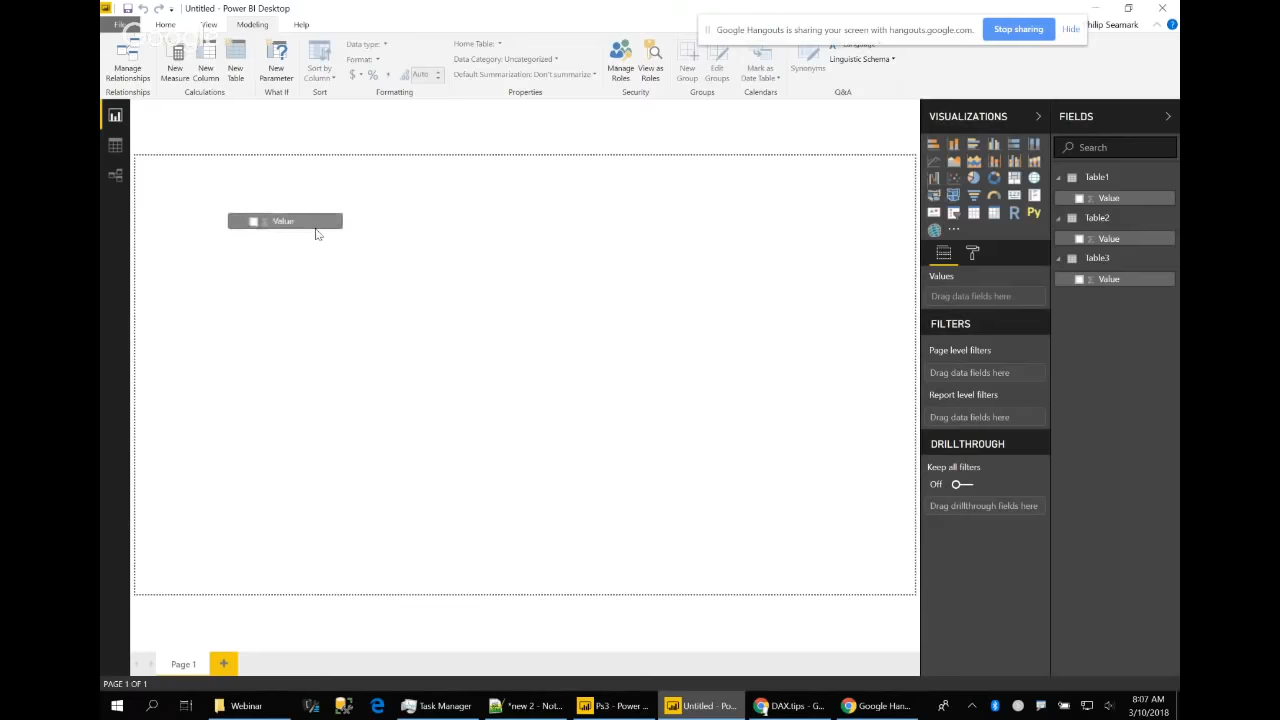 Untitled - Power BI Desktop
Google Hangouts is sharing your screen with hangouts.google.com.
Stop sharing
Hide
File
Home
View
Modeling
Help
Google
Manage Relationships
Relationships
New Measure
New Column
New Table
Calculations
New Parameter
What If
Sort by Column
Sort
Data type:
Format:
$ % , Auto
Formatting
Home Table:
Data Category: Uncategorized
Default Summarization: Don't summarize
Properties
Manage Roles
View as Roles
Security
New Group
Edit Groups
Groups
Mark as Date Table
Calendars
Synonyms
Linguistic Schema
Q&A
VISUALIZATIONS
R
Py
Values
Drag data fields here
FILTERS
Page level filters
Drag data fields here
Report level filters
Drag data fields here
DRILLTHROUGH
Keep all filters
Off
Drag drillthrough fields here
FIELDS
Search
Table1
Σ Value
Table2
Σ Value
Table3
Σ Value
Σ Value
Page 1
PAGE 1 OF 1
Webinar
Task Manager
*new 2 - Not...
Ps3 - Power ...
Untitled - Po...
DAX.tips - G...
Google Han...
8:07 AM
3/10/2018